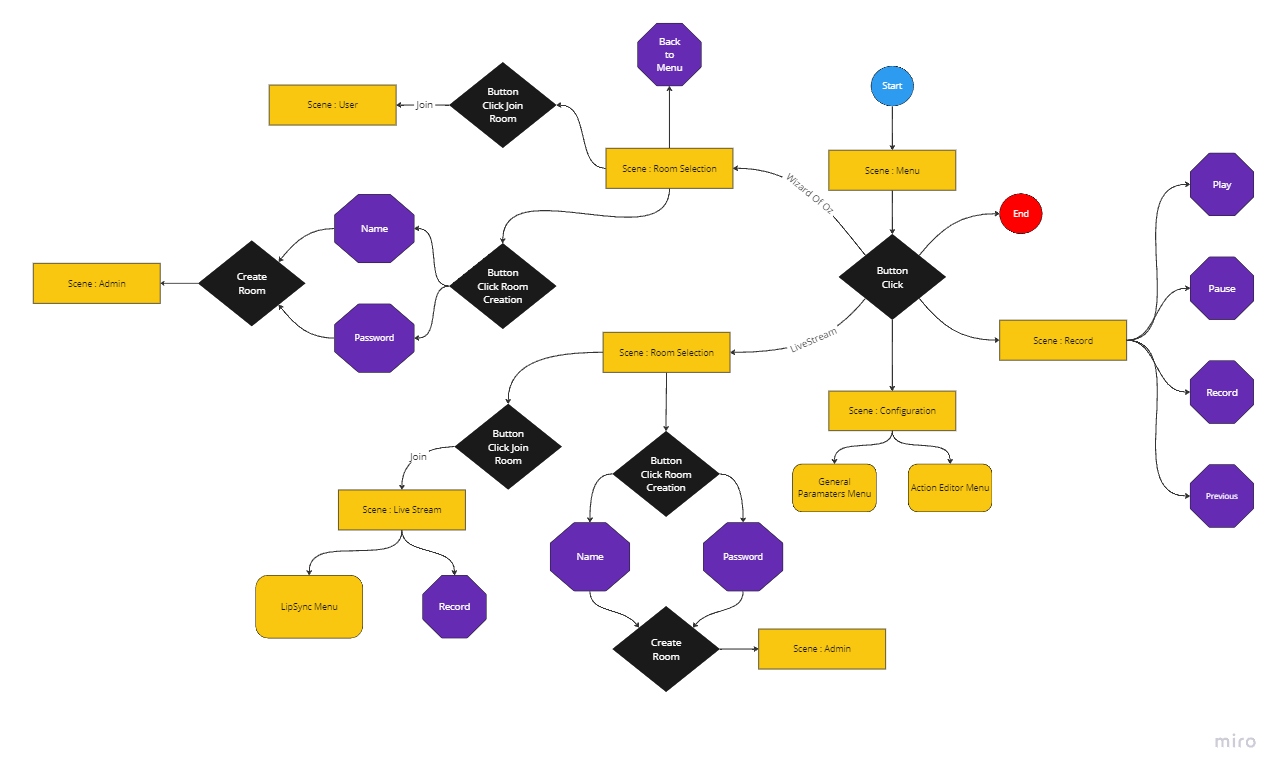 Back
to
Menu
Start
Button
Click Join
Room
Scene : User
Join
Scene : Room Selection
Scene : Menu
Wizard Of Oz
Play
End
Name
Button
Click Room
Creation
Create
Room
Scene : Admin
Password
Button
Click
Pause
Scene : Record
LiveStream
Scene : Room Selection
Record
Scene : Configuration
General
Paramaters Menu
Action Editor Menu
Previous
Button
Click Join
Room
Join
Button
Click Room
Creation
Scene : Live Stream
Name
Password
LipSync Menu
Record
Create
Room
Scene : Admin
miro